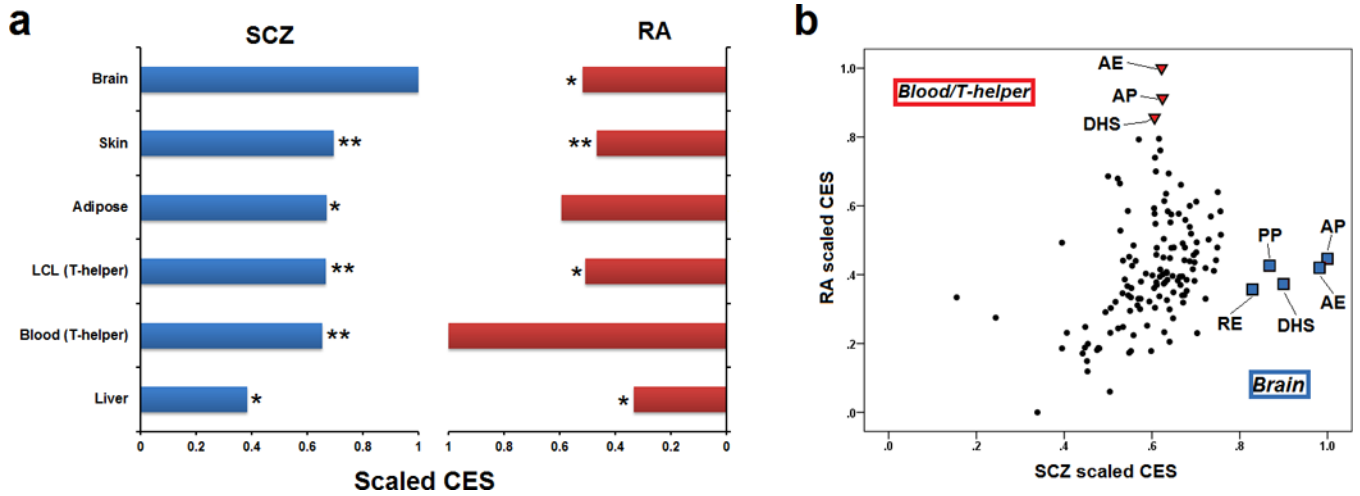 a
SCZ
RA
Brain
*
Skin
**
**
Adipose
*
LCL (T-helper)
**
*
Blood (T-helper)
**
Liver
*
*
0 0.2 0.4 0.6 0.8 1
1 0.8 0.6 0.4 0.2 0
Scaled CES
b
RA scaled CES
1.0
.8
.6
.4
.2
.0
Blood/T-helper
AE
AP
DHS
PP
AP
RE
DHS
AE
Brain
.0 .2 .4 .6 .8 1.0
SCZ scaled CES